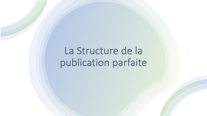 La Structure de la
publication parfaite